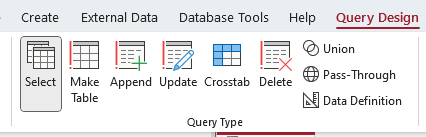 Create External Data Database Tools Help Query Design
Select Make Table Append Update Crosstab Delete
Union
Pass-Through
Data Definition
Query Type